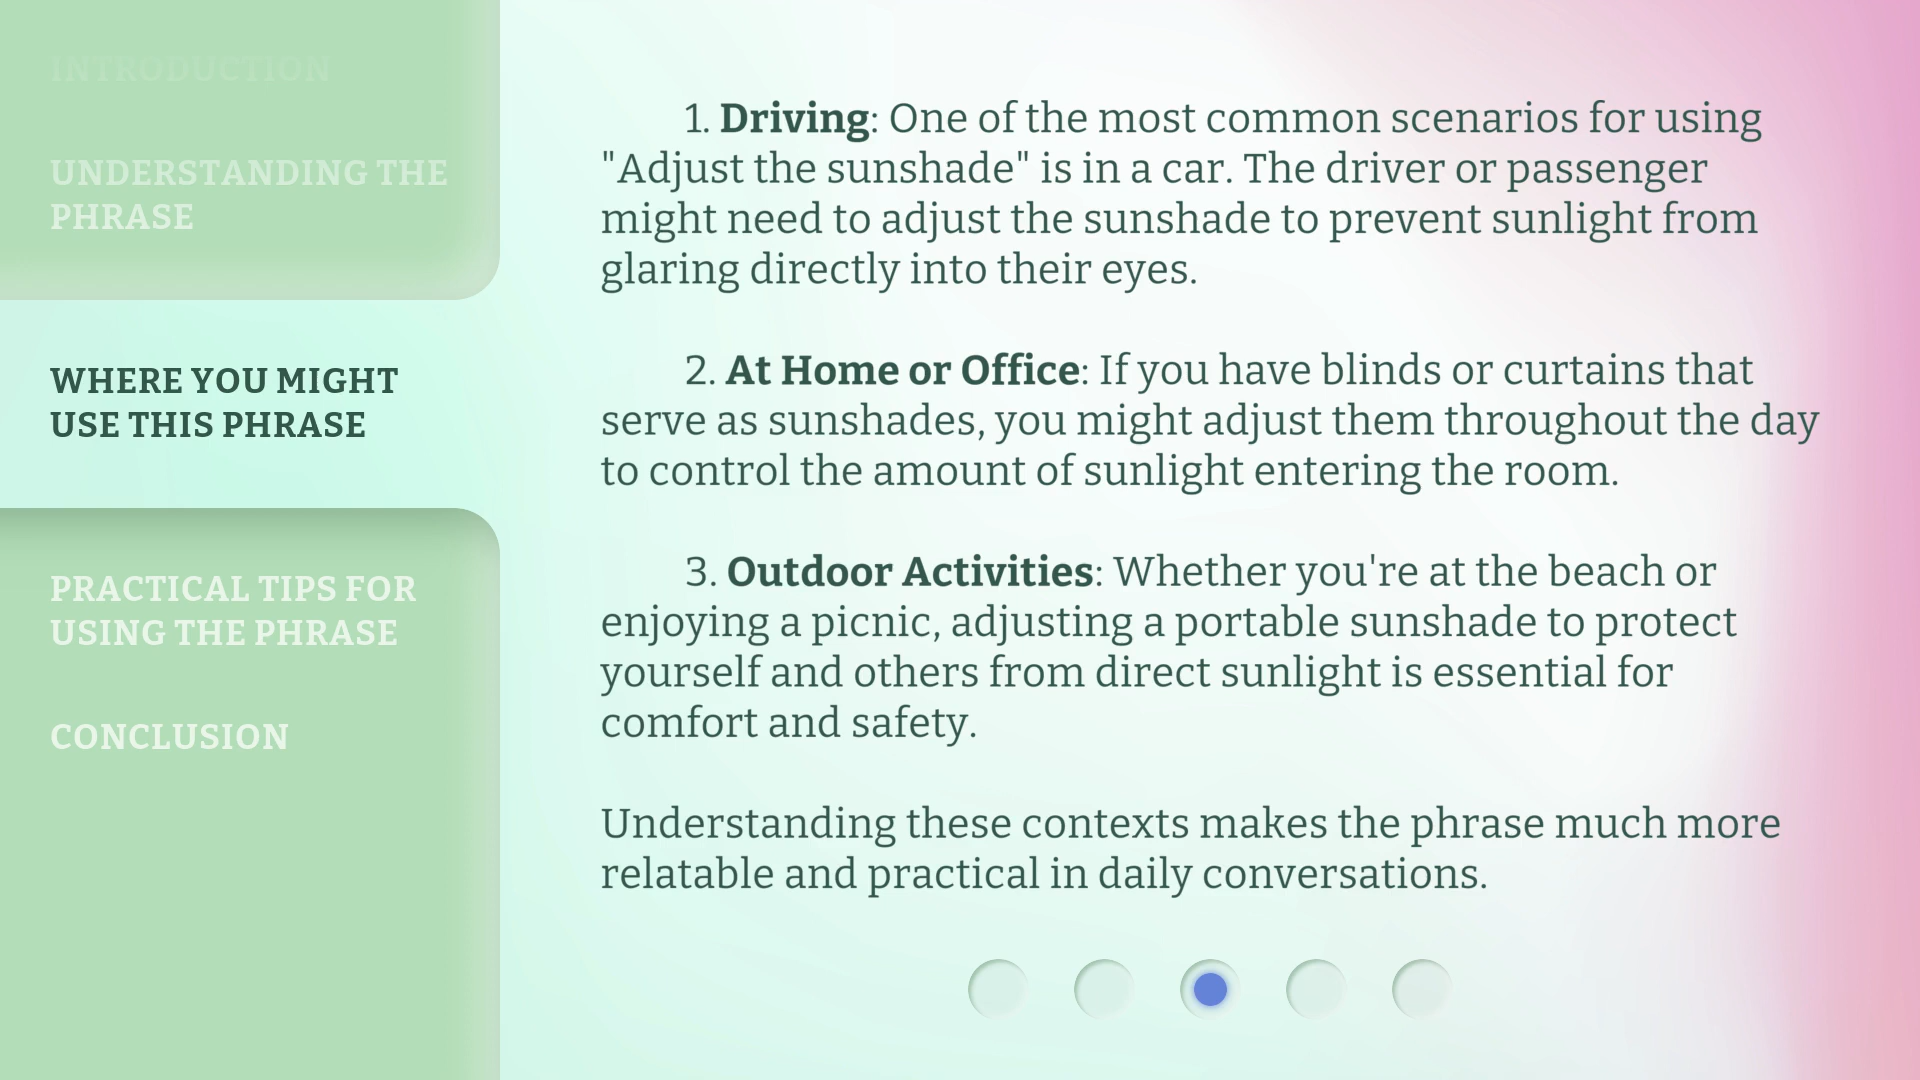 INTRODUCTION
UNDERSTANDING THE
PHRASE
WHERE YOU MIGHT
USE THIS PHRASE
PRACTICAL TIPS FOR
USING THE PHRASE
CONCLUSION
1. Driving: One of the most common scenarios for using
"Adjust the sunshade" is in a car. The driver or passenger
might need to adjust the sunshade to prevent sunlight from
glaring directly into their eyes.
2. At Home or Office: If you have blinds or curtains that
serve as sunshades, you might adjust them throughout the day
to control the amount of sunlight entering the room.
3. Outdoor Activities: Whether you're at the beach or
enjoying a picnic, adjusting a portable sunshade to protect
yourself and others from direct sunlight is essential for
comfort and safety.
Understanding these contexts makes the phrase much more
relatable and practical in daily conversations.